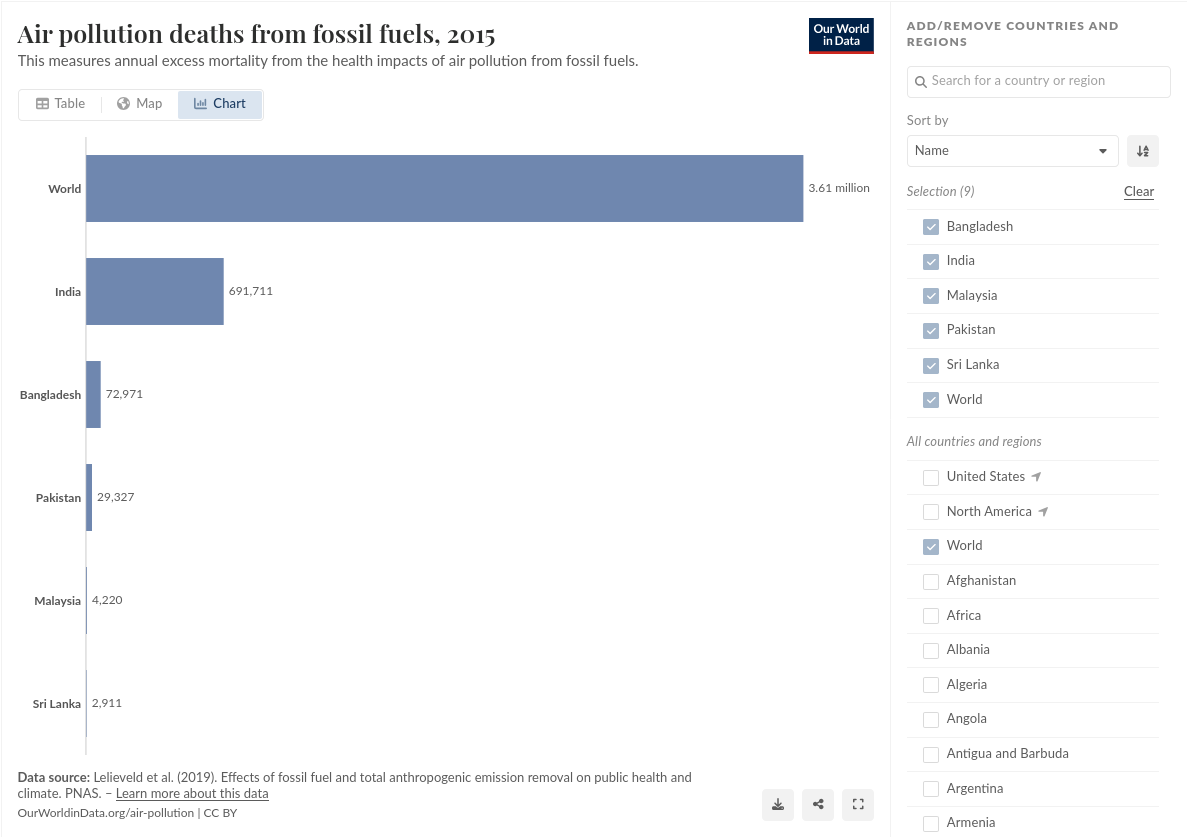 Air pollution deaths from fossil fuels, 2015
This measures annual excess mortality from the health impacts of air pollution from fossil fuels.
Our World
in Data
Table
Map
Chart
World
3.61 million
India
691,711
Bangladesh
72,971
Pakistan
29,327
Malaysia
4,220
Sri Lanka
2,911
Data source: Lelieveld et al. (2019). Effects of fossil fuel and total anthropogenic emission removal on public health and
climate. PNAS. – Learn more about this data
OurWorldinData.org/air-pollution | CC BY
ADD/REMOVE COUNTRIES AND
REGIONS
Search for a country or region
Sort by
Name
Selection (9)
Clear
Bangladesh
India
Malaysia
Pakistan
Sri Lanka
World
All countries and regions
United States
North America
World
Afghanistan
Africa
Albania
Algeria
Angola
Antigua and Barbuda
Argentina
Armenia